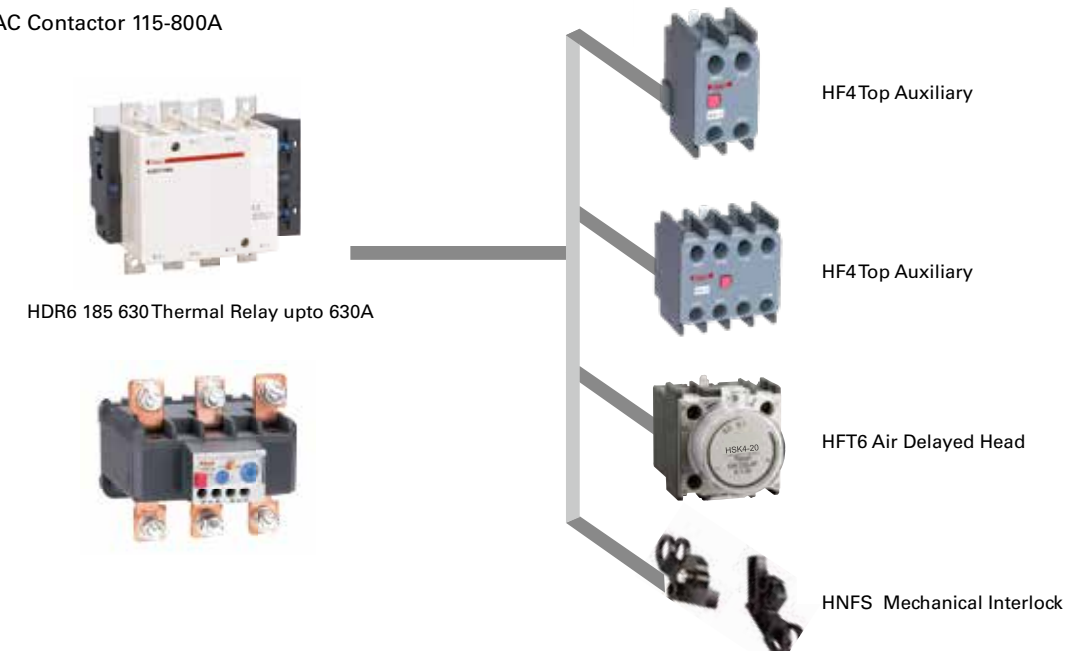 AC Contactor 115-800A
HF4 Top Auxiliary
HDR6 185 630 Thermal Relay upto 630A
HF4 Top Auxiliary
HFT6 Air Delayed Head
HSK4-20
HNFS Mechanical Interlock